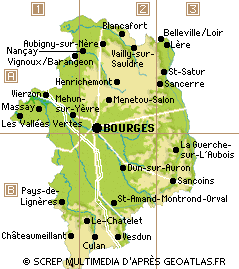 1
2
3
Blancafort
Belleville/Loir
Aubigny-sur-Nère
Lère
Nançay
Vailly-sur-
Sauldre
Vignoux/Barangeon
St-Satur
A
Henrichemont
Sancerre
Vierzon
Mehun-
sur-Yèvre
Menetou-Salon
Massay
Les Vallées Vertes
BOURGES
La Guerche-
sur-L'Aubois
Dun-sur-Auron
Sancoins
B
Pays-de-
Lignères
St-Amand-Montrond-Orval
Le-Chatelet
Châteaumeillant
Vesdun
Culan
© SCREP MULTIMEDIA D'APRÈS GEOATLAS.FR